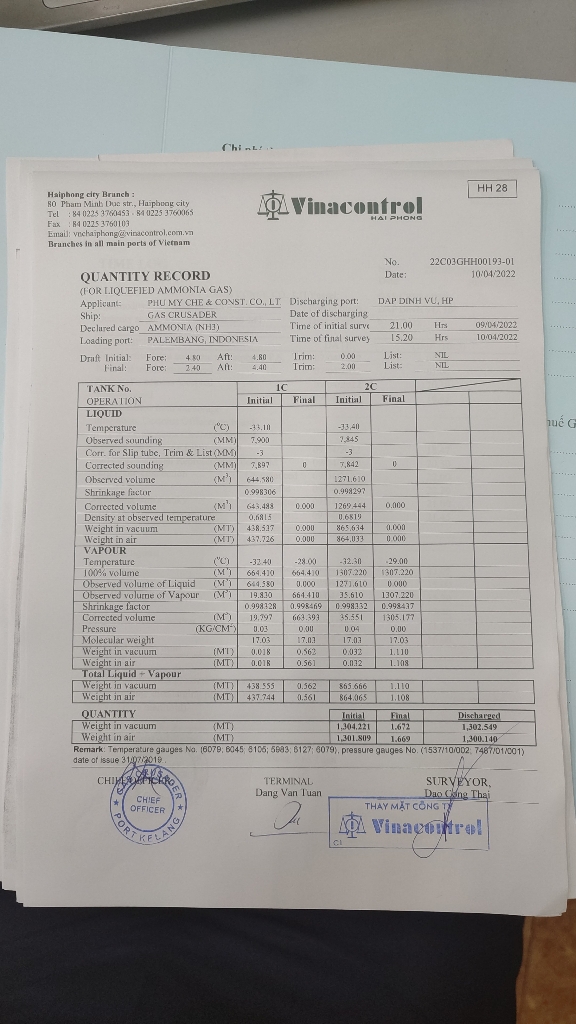 Haiphong city Branch :
80 Pham Minh Duc str., Haiphong city
Tel : 84 0225 3760453 - 84 0225 3760065
Fax : 84 0225 3760103
Email: vnchaiphong@vinacontrol.com.vn
Branches in all main ports of Vietnam
Vinacontrol
HAI PHONG
HH 28
No. 22C03GHH00193-01
Date: 10/04/2022
QUANTITY RECORD
(FOR LIQUEFIED AMMONIA GAS)
Applicant: PHU MY CHE & CONST. CO., LT Discharging port: DAP DINH VU, HP
Ship: GAS CRUSADER Date of discharging
Declared cargo AMMONIA (NH3) Time of initial surve 21.00 Hrs 09/04/2022
Loading port: PALEMBANG, INDONESIA Time of final survey 15.20 Hrs 10/04/2022
Draft Initial: Fore: 4.80 Aft: 4.80 Trim: 0.00 List: NIL
Final: Fore: 2.40 Aft: 4.40 Trim: 2.00 List: NIL
TANK No. 1C 2C
OPERATION Initial Final Initial Final
LIQUID
Temperature (°C) -33.10 -33.40
Observed sounding (MM) 7,900 7,845
Corr. for Slip tube, Trim & List (MM) -3 -3
Corrected sounding (MM) 7,897 0 7,842 0
Observed volume (M³) 644.580 1271.610
Shrinkage factor 0.998306 0.998297
Corrected volume (M³) 643.488 0.000 1269.444 0.000
Density at observed temperature 0.6815 0.6819
Weight in vacuum (MT) 438.537 0.000 865.634 0.000
Weight in air (MT) 437.726 0.000 864.033 0.000
VAPOUR
Temperature (°C) -32.40 -28.00 -32.30 -29.00
100% volume (M³) 664.410 664.410 1307.220 1307.220
Observed volume of Liquid (M³) 644.580 0.000 1271.610 0.000
Observed volume of Vapour (M³) 19.830 664.410 35.610 1307.220
Shrinkage factor 0.998328 0.998469 0.998332 0.998437
Corrected volume (M³) 19.797 663.393 35.551 1305.177
Pressure (KG/CM²) 0.03 0.00 0.04 0.00
Molecular weight 17.03 17.03 17.03 17.03
Weight in vacuum (MT) 0.018 0.562 0.032 1.110
Weight in air (MT) 0.018 0.561 0.032 1.108
Total Liquid + Vapour
Weight in vacuum (MT) 438.555 0.562 865.666 1.110
Weight in air (MT) 437.744 0.561 864.065 1.108
QUANTITY Initial Final Discharged
Weight in vacuum (MT) 1,304.221 1.672 1,302.549
Weight in air (MT) 1,301.809 1.669 1,300.140
Remark: Temperature gauges No. (6079; 6045; 6106; 5983; 6127; 6079), pressure gauges No. (1537/10/002; 7487/01/001)
date of issue 31/07/2019
CHIEF OFFICER TERMINAL SURVEYOR,
Dang Van Tuan Dao Cong Thai
GAS CRUSADER
CHIEF
OFFICER
PORT KELANG
THAY MẶT CÔNG TY
Vinacontrol
C1